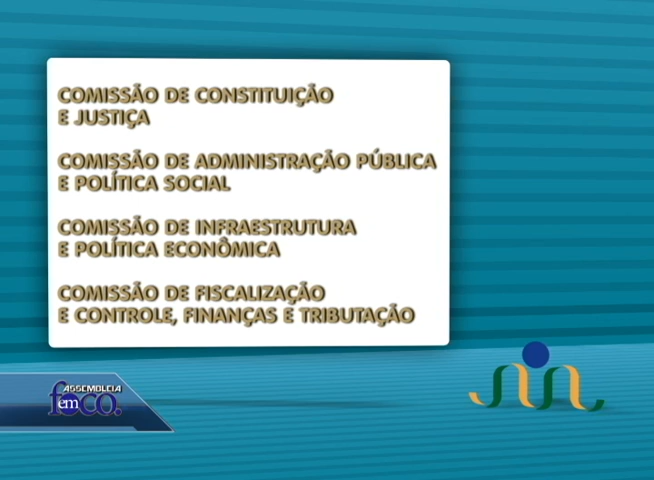 COMISSÃO DE CONSTITUIÇÃO
E JUSTIÇA
COMISSÃO DE ADMINISTRAÇÃO PÚBLICA
E POLÍTICA SOCIAL
COMISSÃO DE INFRAESTRUTURA
E POLÍTICA ECONÔMICA
COMISSÃO DE FISCALIZAÇÃO
E CONTROLE, FINANÇAS E TRIBUTAÇÃO
ASSEMBLEIA
em foco.